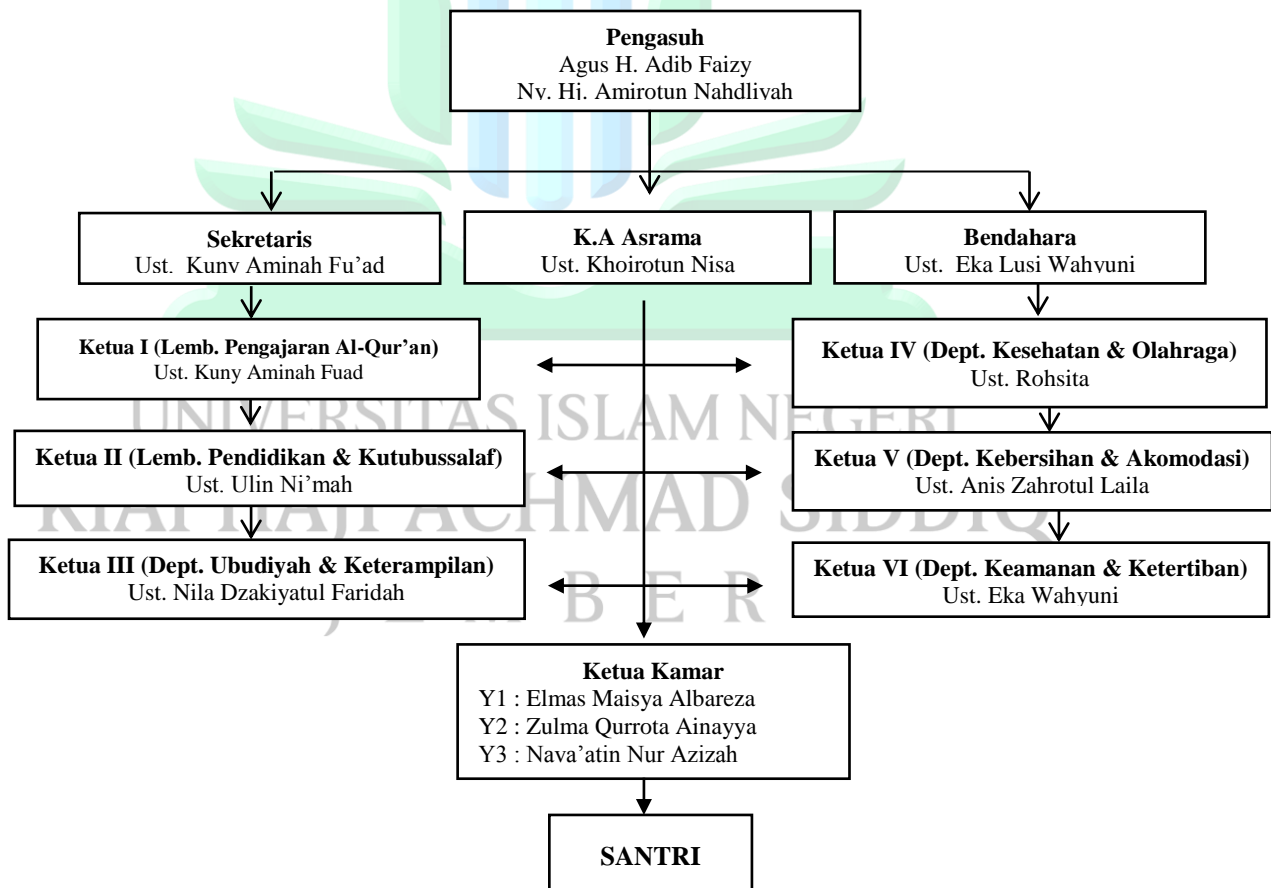 Pengasuh
Agus H. Adib Faizy
Ny. Hj. Amirotun Nahdliyah
Sekretaris
Ust. Kuny Aminah Fu’ad
K.A Asrama
Ust. Khoirotun Nisa
Bendahara
Ust. Eka Lusi Wahyuni
Ketua I (Lemb. Pengajaran Al-Qur’an)
Ust. Kuny Aminah Fuad
Ketua IV (Dept. Kesehatan & Olahraga)
Ust. Rohsita
UNIVERSITAS ISLAM NEGERI
Ketua II (Lemb. Pendidikan & Kutubussalaf)
Ust. Ulin Ni’mah
Ketua V (Dept. Kebersihan & Akomodasi)
Ust. Anis Zahrotul Laila
KIAI HAJI ACHMAD SIDDIQ
Ketua III (Dept. Ubudiyah & Keterampilan)
Ust. Nila Dzakiyatul Faridah
Ketua VI (Dept. Keamanan & Ketertiban)
Ust. Eka Wahyuni
J E M B E R
Ketua Kamar
Y1 : Elmas Maisya Albareza
Y2 : Zulma Qurrota Ainayya
Y3 : Nava’atin Nur Azizah
SANTRI